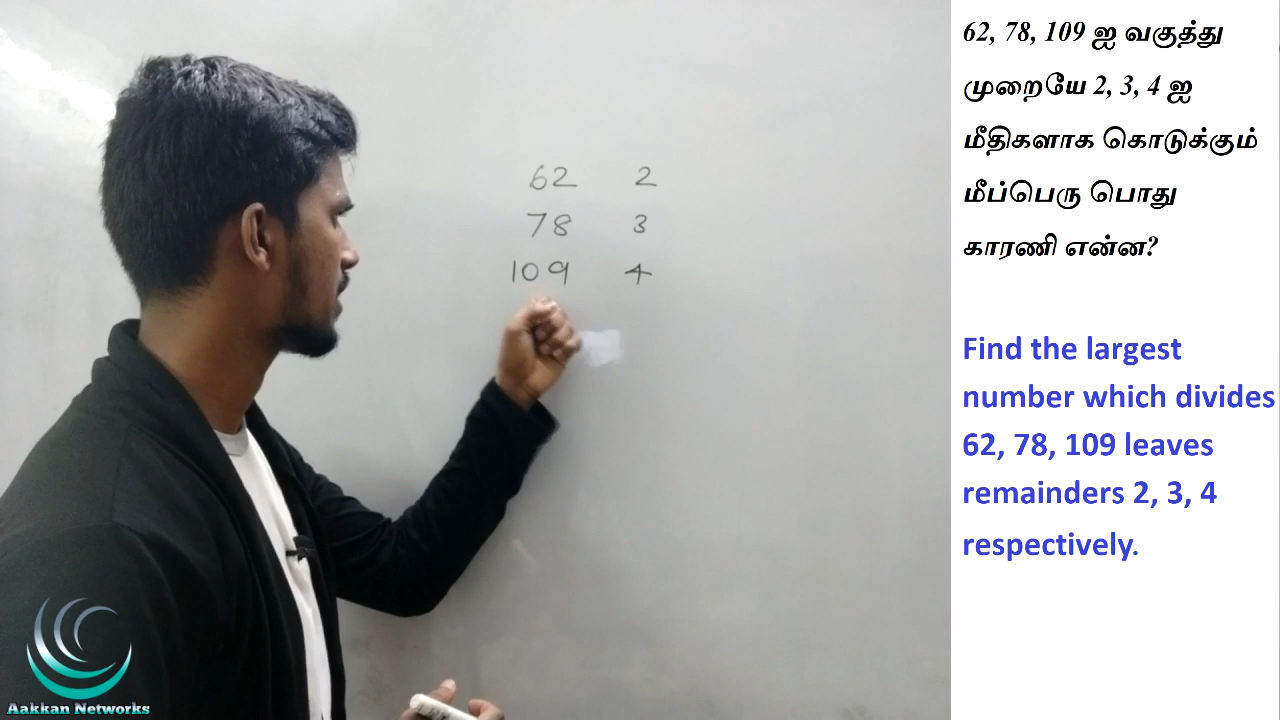 62 2
78 3
109 4
62, 78, 109 ஐ வகுத்து
முறையே 2, 3, 4 ஐ
மீதிகளாக கொடுக்கும்
மீப்பெரு பொது
காரணி என்ன?
Find the largest
number which divides
62, 78, 109 leaves
remainders 2, 3, 4
respectively.
Aakkan Networks